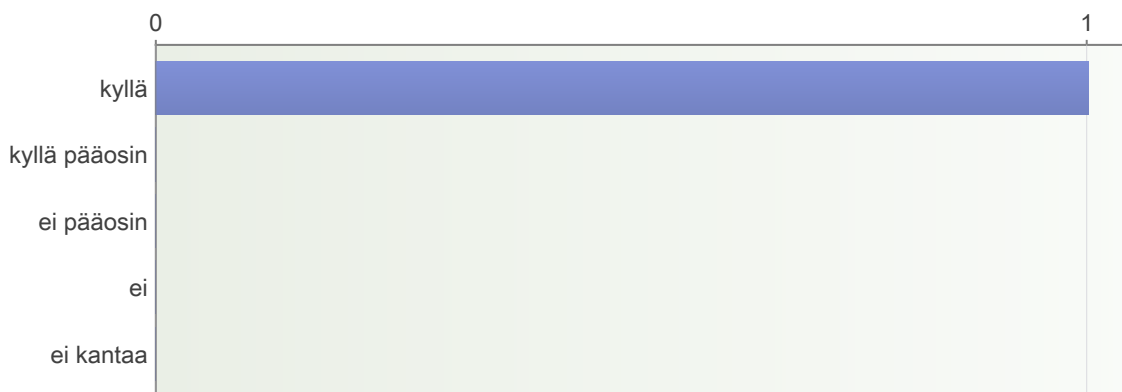 0 1
kyllä
kyllä pääosin
ei pääosin
ei
ei kantaa